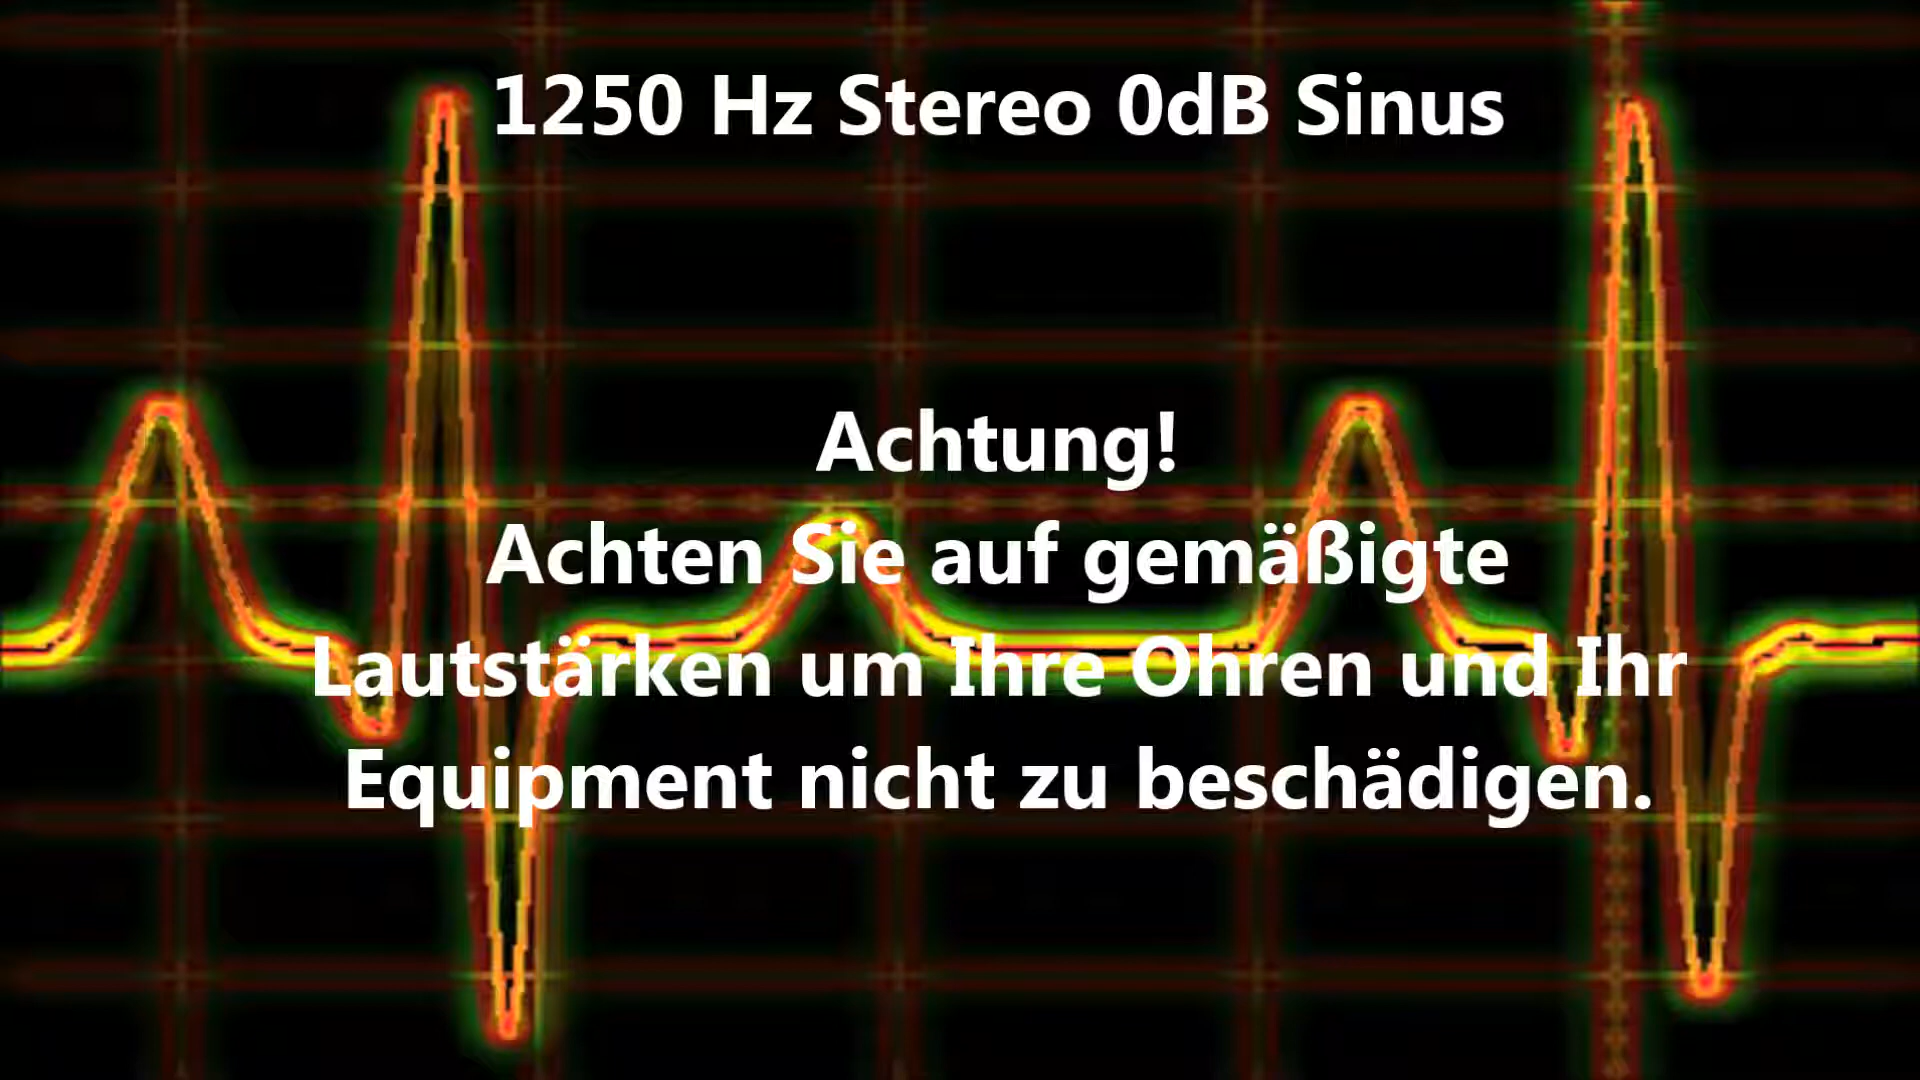 1250 Hz Stereo 0dB Sinus
Achtung!
Achten Sie auf gemäßigte
Lautstärken um Ihre Ohren und Ihr
Equipment nicht zu beschädigen.